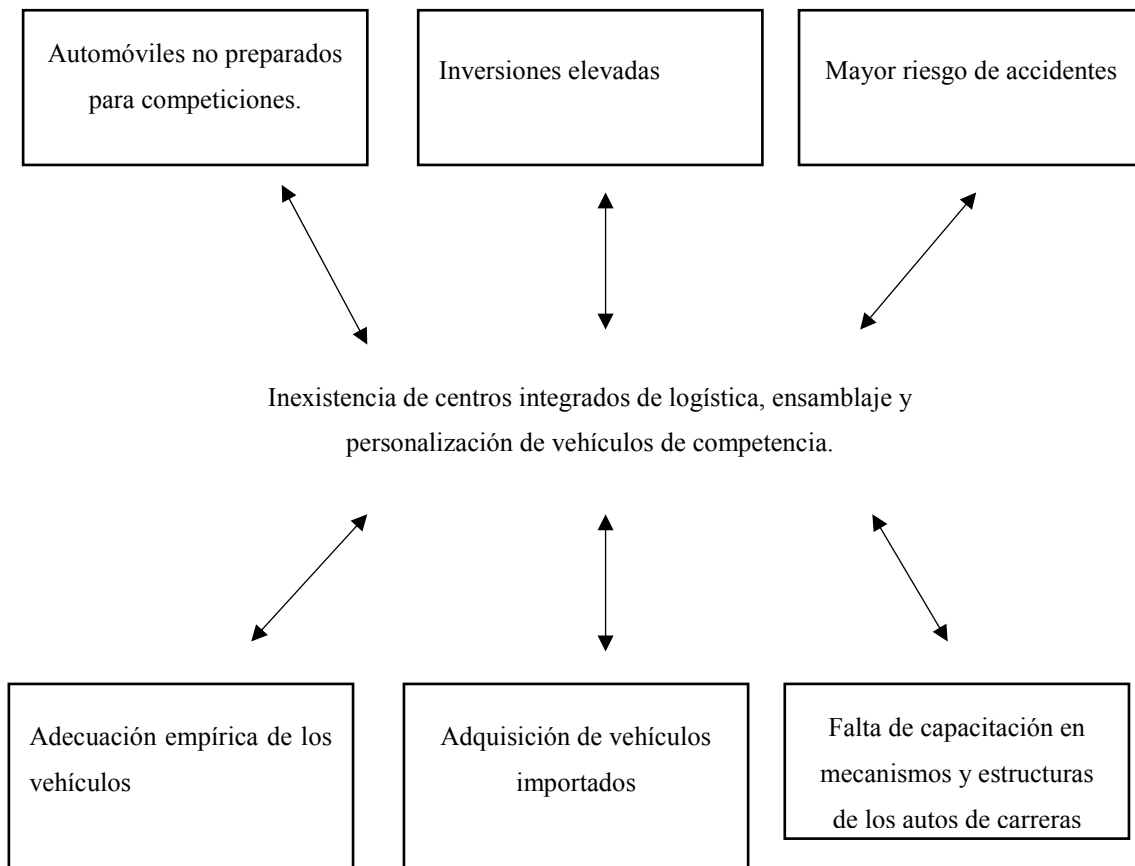 Automóviles no preparados
para competiciones.
Inversiones elevadas
Mayor riesgo de accidentes
Inexistencia de centros integrados de logística, ensamblaje y
personalización de vehículos de competencia.
Adecuación empírica de los
vehículos
Adquisición de vehículos
importados
Falta de capacitación en
mecanismos y estructuras
de los autos de carreras